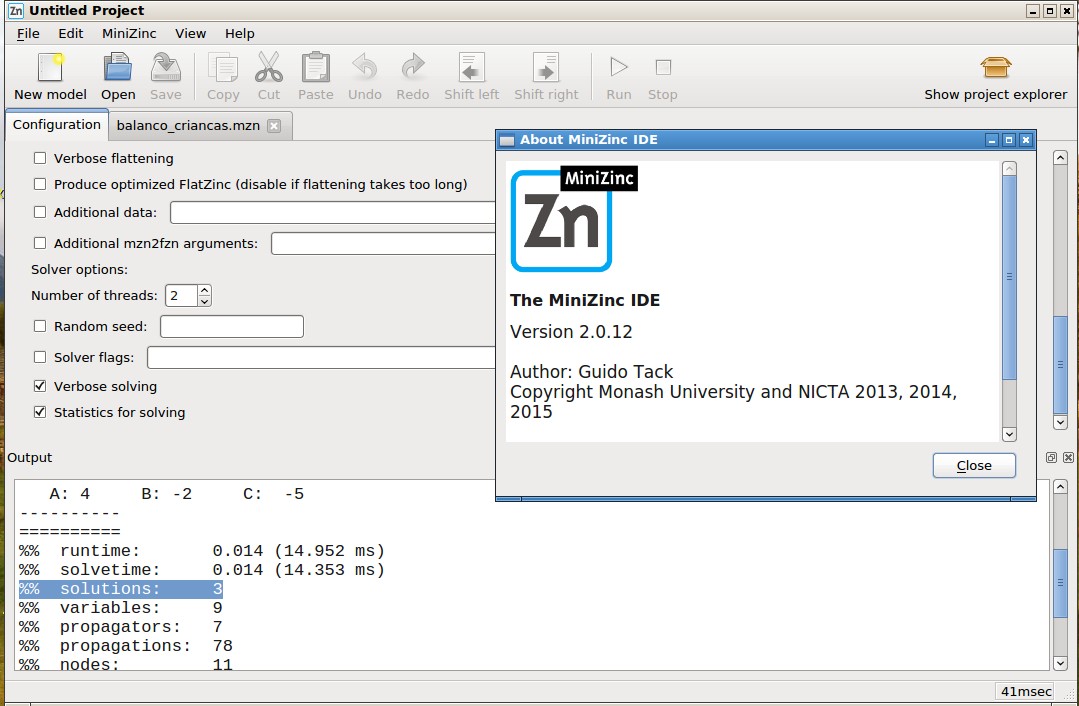 Zn Untitled Project
File Edit MiniZinc View Help
New model Open Save Copy Cut Paste Undo Redo Shift left Shift right Run Stop Show project explorer
Configuration balanco_criancas.mzn
Verbose flattening
Produce optimized FlatZinc (disable if flattening takes too long)
Additional data:
Additional mzn2fzn arguments:
Solver options:
Number of threads: 2
Random seed:
Solver flags:
Verbose solving
Statistics for solving
About MiniZinc IDE
MiniZinc
Zn
The MiniZinc IDE
Version 2.0.12
Author: Guido Tack
Copyright Monash University and NICTA 2013, 2014,
2015
Close
Output
A: 4 B: -2 C: -5
----------
==========
%% runtime: 0.014 (14.952 ms)
%% solvetime: 0.014 (14.353 ms)
%% solutions: 3
%% variables: 9
%% propagators: 7
%% propagations: 78
%% nodes: 11
41msec